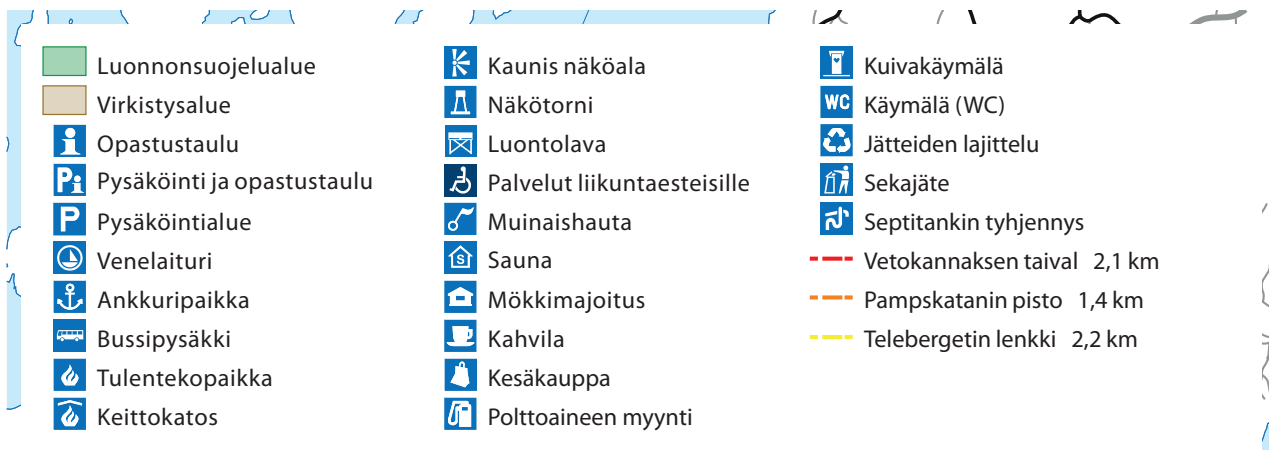 Luonnonsuojelualue
Virkistysalue
Opastustaulu
Pysäköinti ja opastustaulu
Pysäköintialue
Venelaituri
Ankkuripaikka
Bussipysäkki
Tulentekopaikka
Keittokatos
Kaunis näköala
Näkötorni
Luontolava
Palvelut liikuntaesteisille
Muinaishauta
Sauna
Mökkimajoitus
Kahvila
Kesäkauppa
Polttoaineen myynti
Kuivakäymälä
WC Käymälä (WC)
Jätteiden lajittelu
Sekajäte
Septitankin tyhjennys
Vetokannaksen taival 2,1 km
Pampskatanin pisto 1,4 km
Telebergetin lenkki 2,2 km